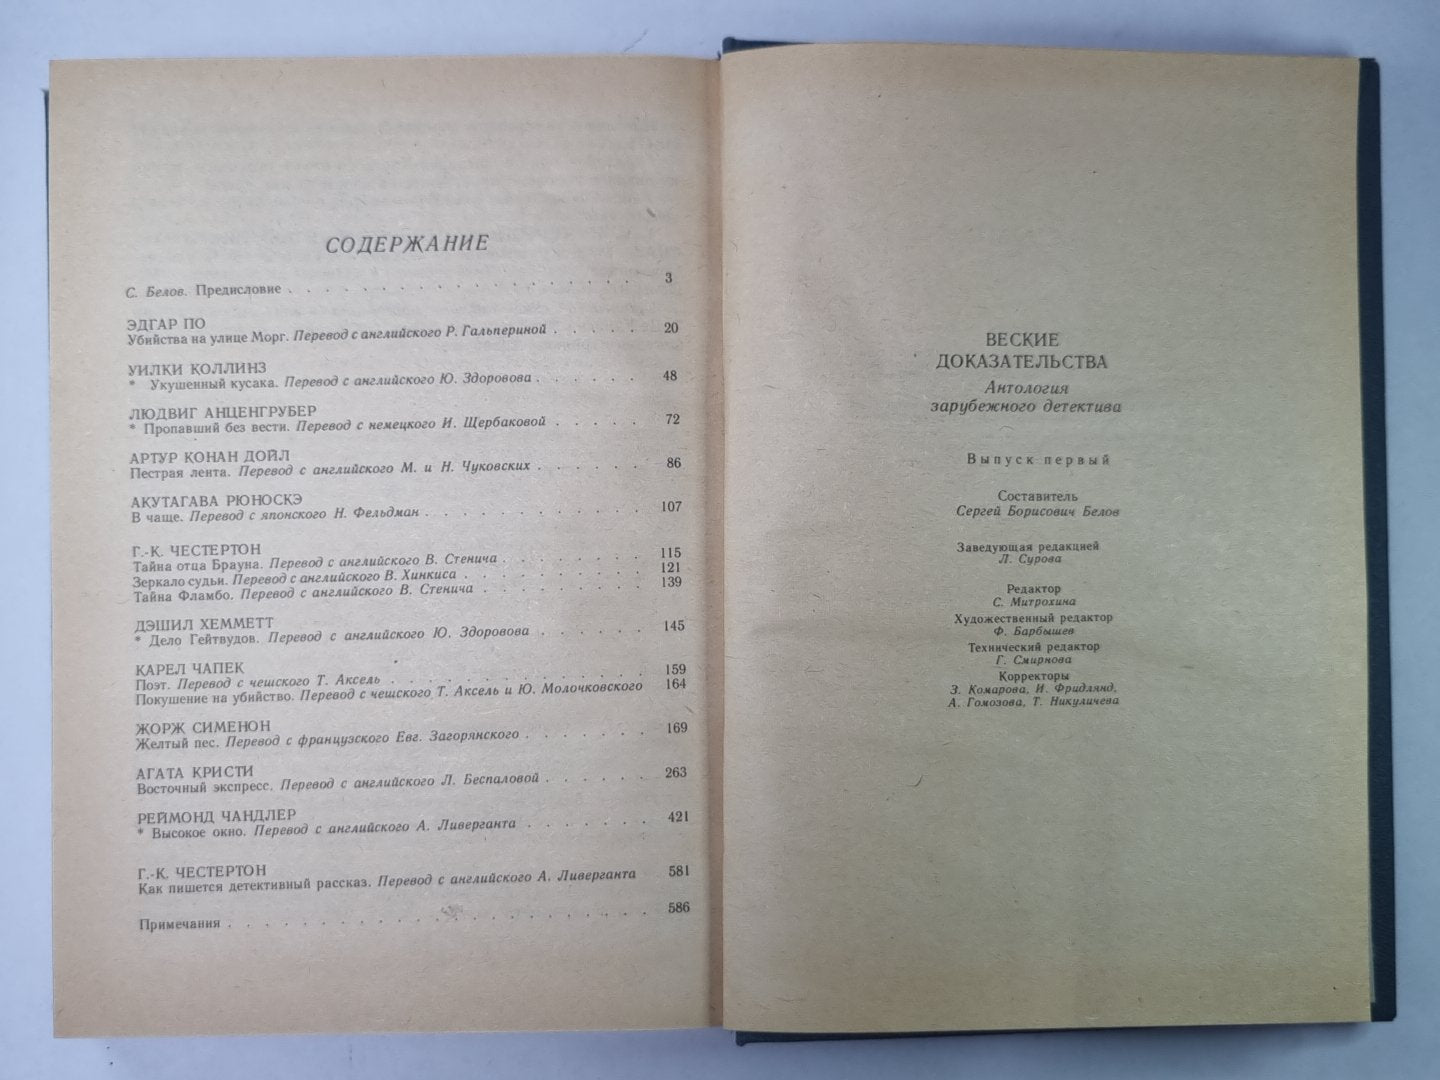 СОДЕРЖАНИЕ
С. Белов. Предисловие . . . . . . . . . . . . . . . . . . 3
ЭДГАР ПО
Убийства на улице Морг. Перевод с английского Р. Гальпериной . . . . . 20
УИЛКИ КОЛЛИНЗ
* Укушенный кусака. Перевод с английского Ю. Здоровова . . . . . 48
ЛЮДВИГ АНЦЕНГРУБЕР
* Пропавший без вести. Перевод с немецкого И. Щербаковой . . . . . 72
АРТУР КОНАН ДОЙЛ
Пестрая лента. Перевод с английского М. и Н. Чуковских . . . . . . 86
АКУТАГАВА РЮНОСКЭ
В чаще. Перевод с японского Н. Фельдман . . . . . . . . . . . 107
Г.-К. ЧЕСТЕРТОН
Тайна отца Брауна. Перевод с английского В. Стенича . . . . . . . 115
Зеркало судьи. Перевод с английского В. Хинкиса . . . . . . . . . 121
Тайна Фламбо. Перевод с английского В. Стенича . . . . . . . . 139
ДЭШИЛ ХЕММЕТТ
* Дело Гейтвудов. Перевод с английского Ю. Здоровова . . . . . . 145
КАРЕЛ ЧАПЕК
Поэт. Перевод с чешского Т. Аксель . . . . . . . . . . . . . 159
Покушение на убийство. Перевод с чешского Т. Аксель и Ю. Молочковского 164
ЖОРЖ СИМЕНОН
Желтый пес. Перевод с французского Евг. Загорянского . . . . . . . 169
АГАТА КРИСТИ
Восточный экспресс. Перевод с английского Л. Беспаловой . . . . . . 263
РЕЙМОНД ЧАНДЛЕР
* Высокое окно. Перевод с английского А. Ливерганта . . . . . . . 421
Г.-К. ЧЕСТЕРТОН
Как пишется детективный рассказ. Перевод с английского А. Ливерганта 581
Примечания . . . . . . . . . . . . . . . . . . . . . . 586
ВЕСКИЕ
ДОКАЗАТЕЛЬСТВА
Антология
зарубежного детектива
Выпуск первый
Составитель
Сергей Борисович Белов
Заведующая редакцией
Л. Сурова
Редактор
С. Митрохина
Художественный редактор
Ф. Барбышев
Технический редактор
Г. Смирнова
Корректоры
З. Комарова, И. Фридлянд,
А. Гомозова, Т. Никуличева